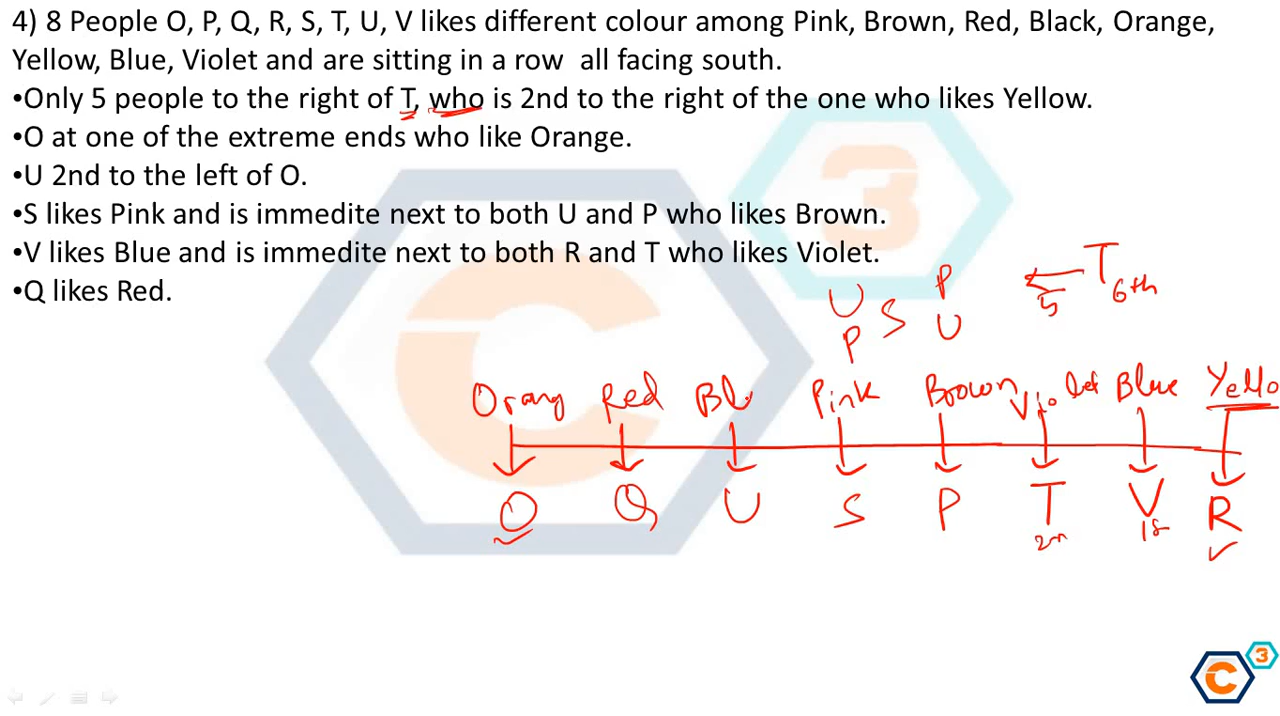 4) 8 People O, P, Q, R, S, T, U, V likes different colour among Pink, Brown, Red, Black, Orange,
Yellow, Blue, Violet and are sitting in a row all facing south.
•Only 5 people to the right of T, who is 2nd to the right of the one who likes Yellow.
•O at one of the extreme ends who like Orange.
•U 2nd to the left of O.
•S likes Pink and is immedite next to both U and P who likes Brown.
•V likes Blue and is immedite next to both R and T who likes Violet.
•Q likes Red.
U S P
P U
5 T 6th
Orang Red Bl Pink Brown Violet Blue Yello
O Q U S P T V R
2n 1s
C3